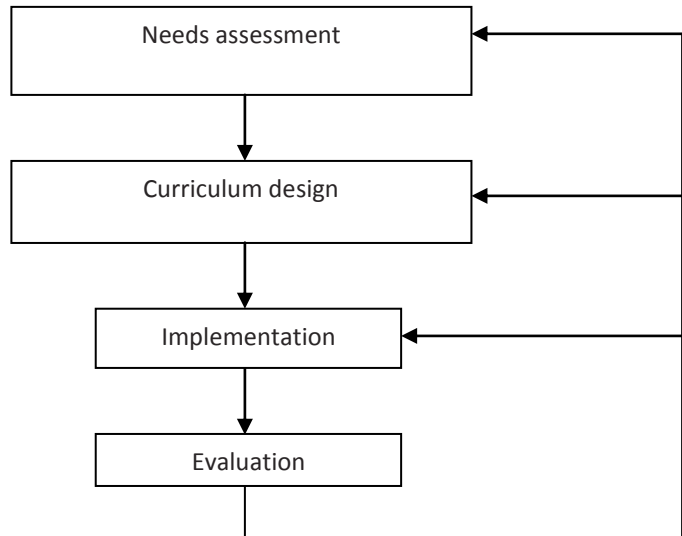 Needs assessment
Curriculum design
Implementation
Evaluation